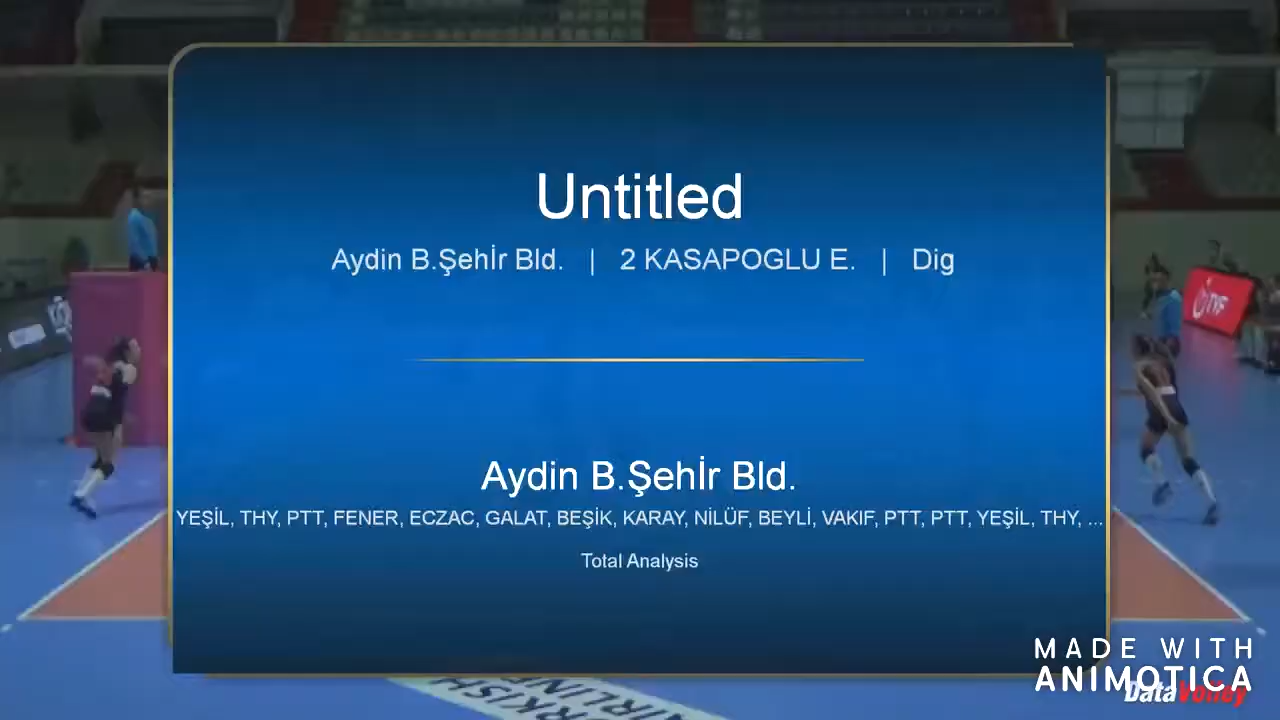 Untitled
Aydin B.Şehİr Bld. | 2 KASAPOGLU E. | Dig
Aydin B.Şehİr Bld.
YEŞİL, THY, PTT, FENER, ECZAC, GALAT, BEŞİK, KARAY, NİLÜF, BEYLİ, VAKIF, PTT, PTT, YEŞİL, THY, ...
Total Analysis
TVF
MADE WITH
ANIMOTICA
DataVolley